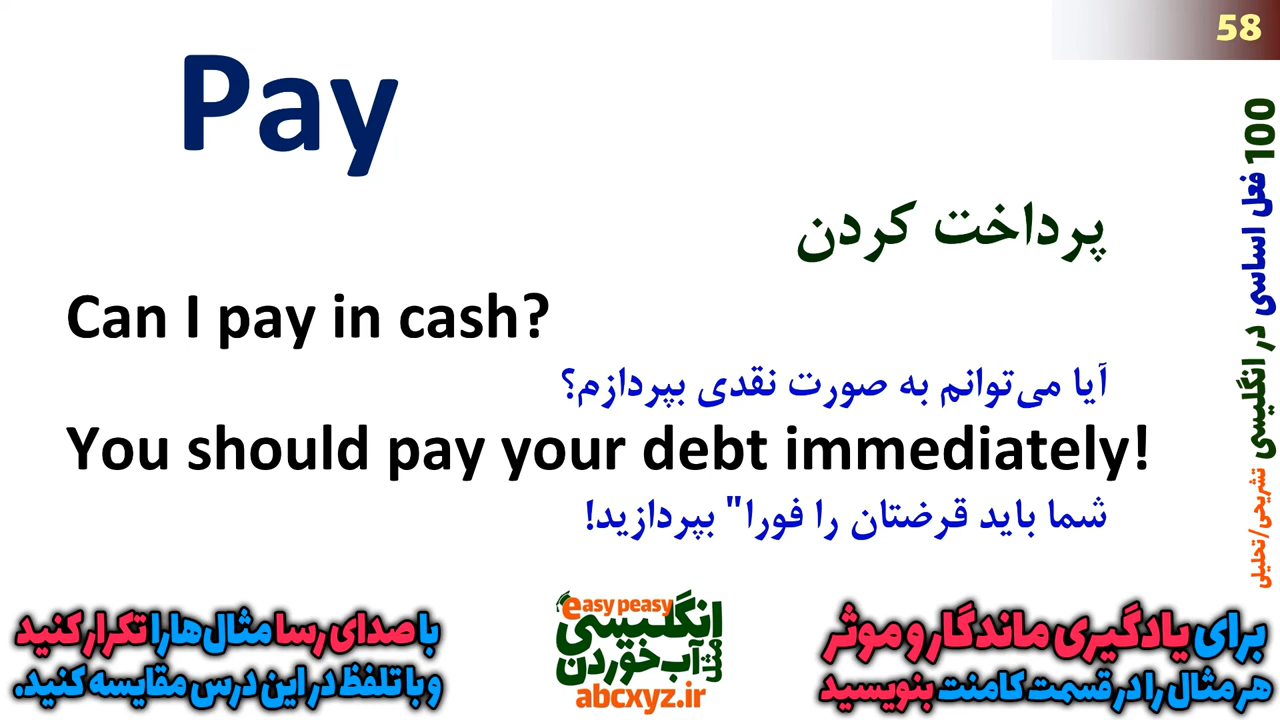 58
Pay
پرداخت کردن
Can I pay in cash?
آیا می‌توانم به صورت نقدی بپردازم؟
You should pay your debt immediately!
شما باید قرضتان را فورا" بپردازید!
100 فعل اساسی در انگلیسی تشریحی/تحلیلی
برای یادگیری ماندگار و موثر
هر مثال را در قسمت کامنت بنویسید
easy peasy
انگلیسی
مثل
آب خوردن
abcxyz.ir
با صدای رسا مثال‌ها را تکرار کنید
و با تلفظ در این درس مقایسه کنید.